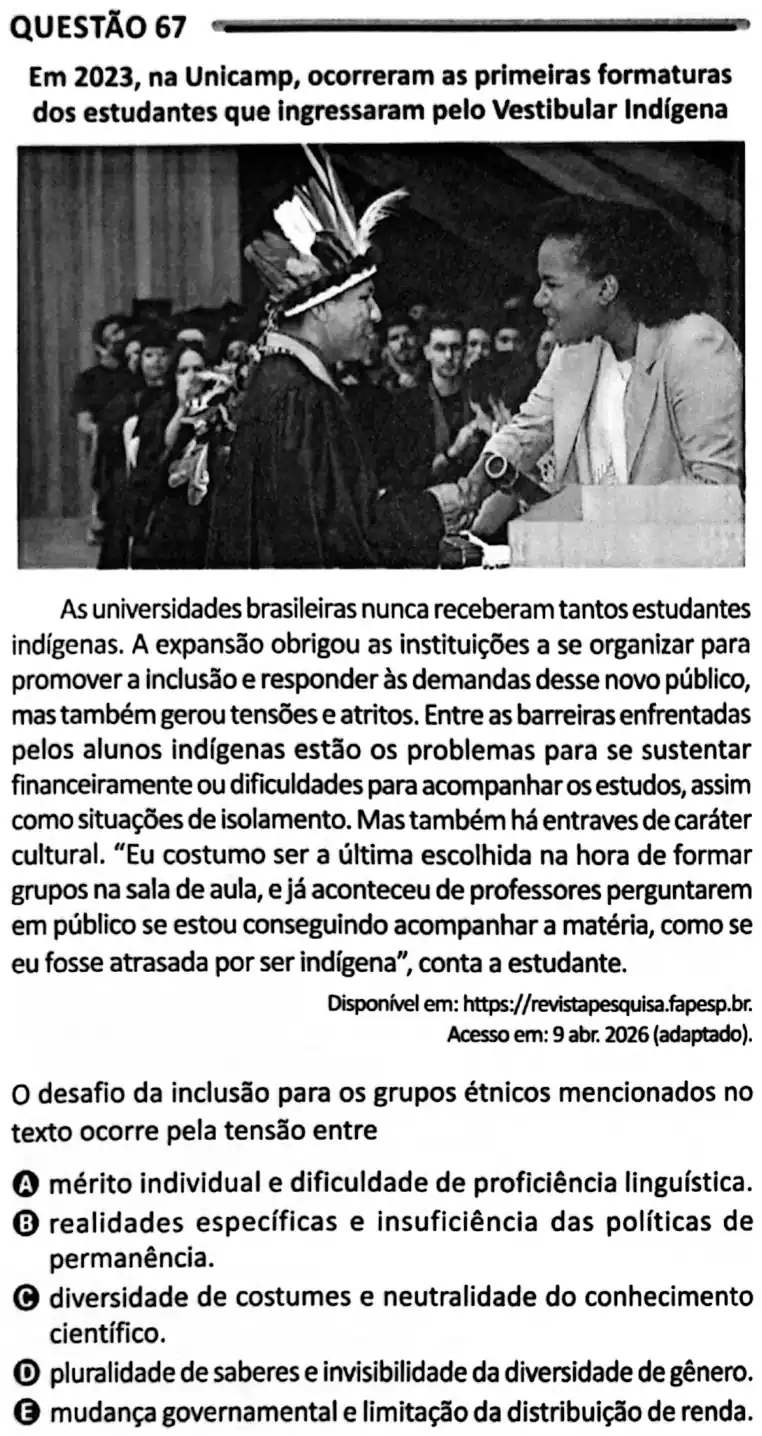 QUESTÃO 67
Em 2023, na Unicamp, ocorreram as primeiras formaturas
dos estudantes que ingressaram pelo Vestibular Indígena
As universidades brasileiras nunca receberam tantos estudantes
indígenas. A expansão obrigou as instituições a se organizar para
promover a inclusão e responder às demandas desse novo público,
mas também gerou tensões e atritos. Entre as barreiras enfrentadas
pelos alunos indígenas estão os problemas para se sustentar
financeiramente ou dificuldades para acompanhar os estudos, assim
como situações de isolamento. Mas também há entraves de caráter
cultural. “Eu costumo ser a última escolhida na hora de formar
grupos na sala de aula, e já aconteceu de professores perguntarem
em público se estou conseguindo acompanhar a matéria, como se
eu fosse atrasada por ser indígena”, conta a estudante.
Disponível em: https://revistapesquisa.fapesp.br.
Acesso em: 9 abr. 2026 (adaptado).
O desafio da inclusão para os grupos étnicos mencionados no
texto ocorre pela tensão entre
A mérito individual e dificuldade de proficiência linguística.
B realidades específicas e insuficiência das políticas de
permanência.
C diversidade de costumes e neutralidade do conhecimento
científico.
D pluralidade de saberes e invisibilidade da diversidade de gênero.
E mudança governamental e limitação da distribuição de renda.